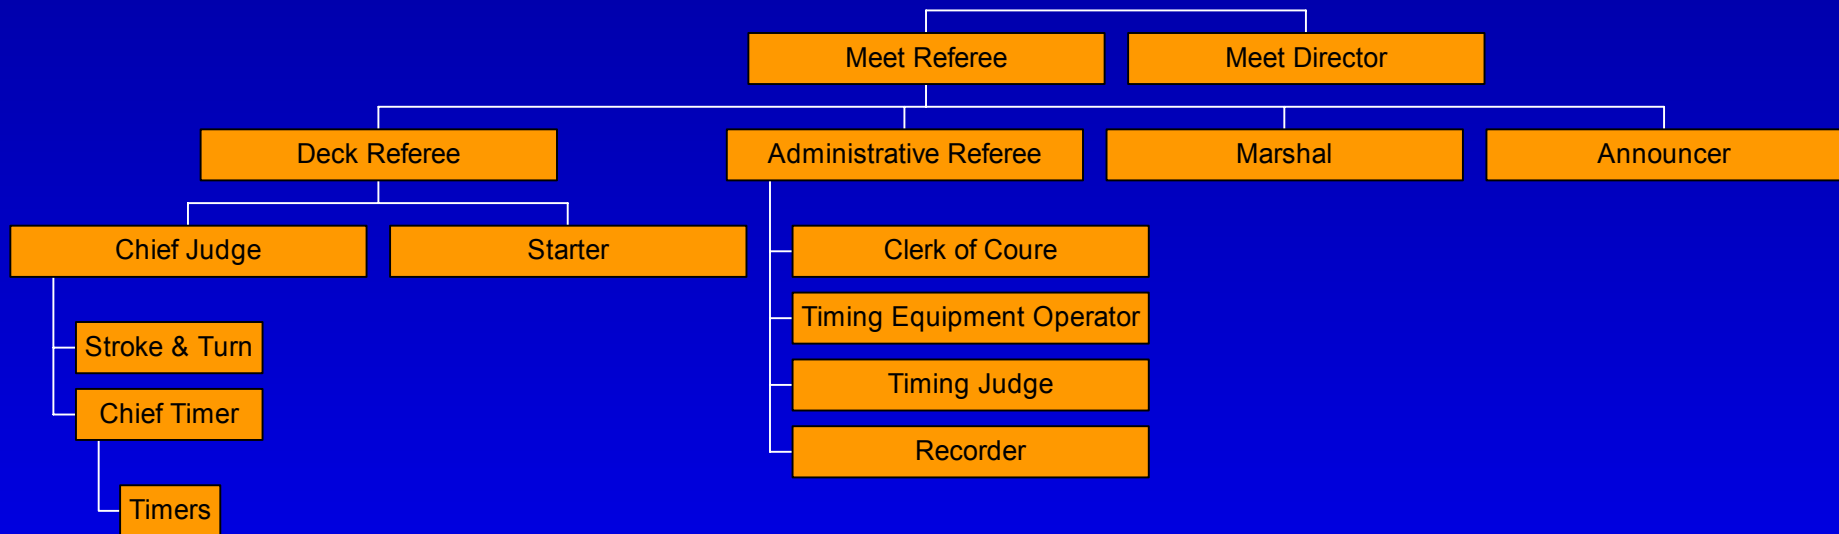 Meet Referee
Meet Director
Deck Referee
Administrative Referee
Marshal
Announcer
Chief Judge
Starter
Clerk of Coure
Stroke & Turn
Timing Equipment Operator
Chief Timer
Timing Judge
Recorder
Timers